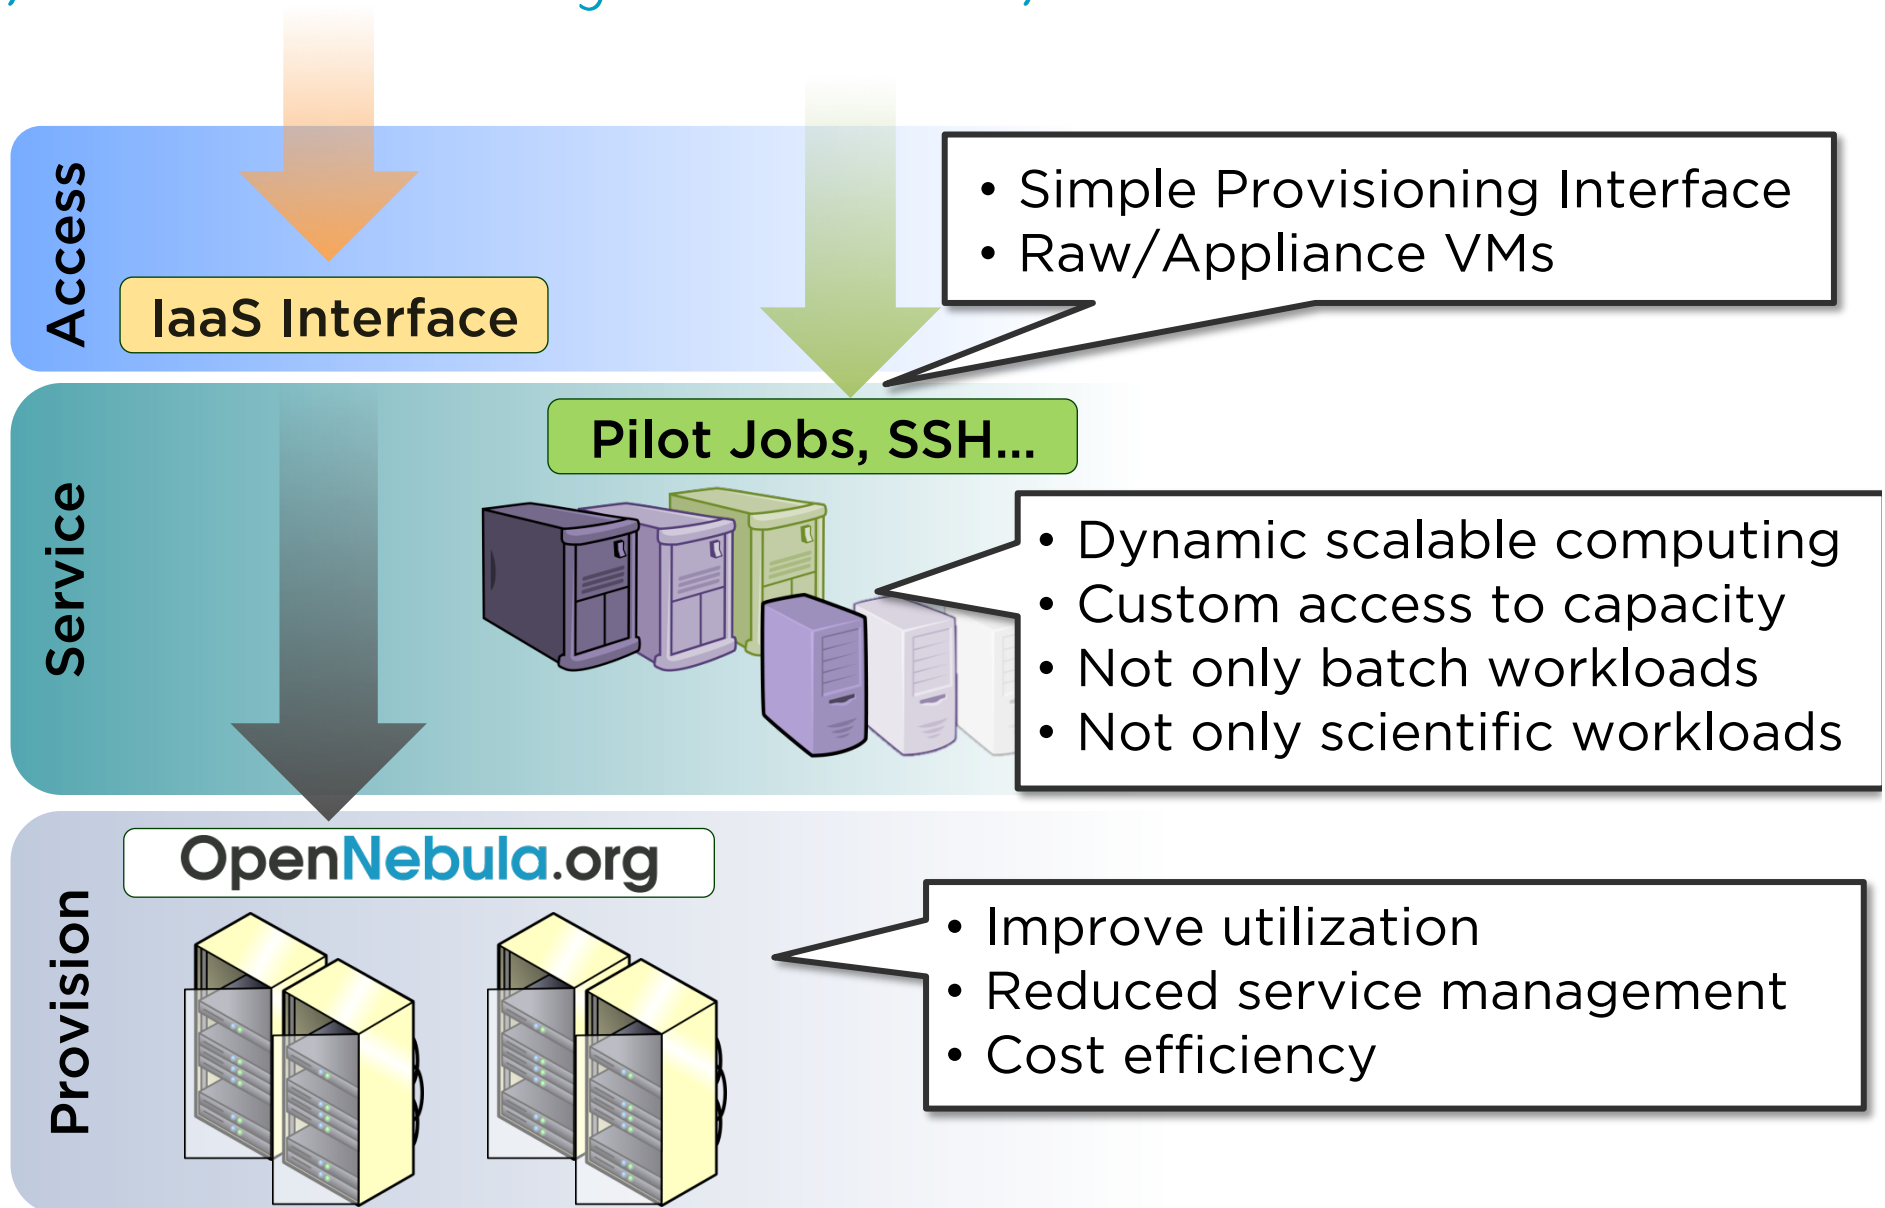 Access
• Simple Provisioning Interface
• Raw/Appliance VMs
IaaS Interface
Service
Pilot Jobs, SSH...
• Dynamic scalable computing
• Custom access to capacity
• Not only batch workloads
• Not only scientific workloads
Provision
OpenNebula.org
• Improve utilization
• Reduced service management
• Cost efficiency